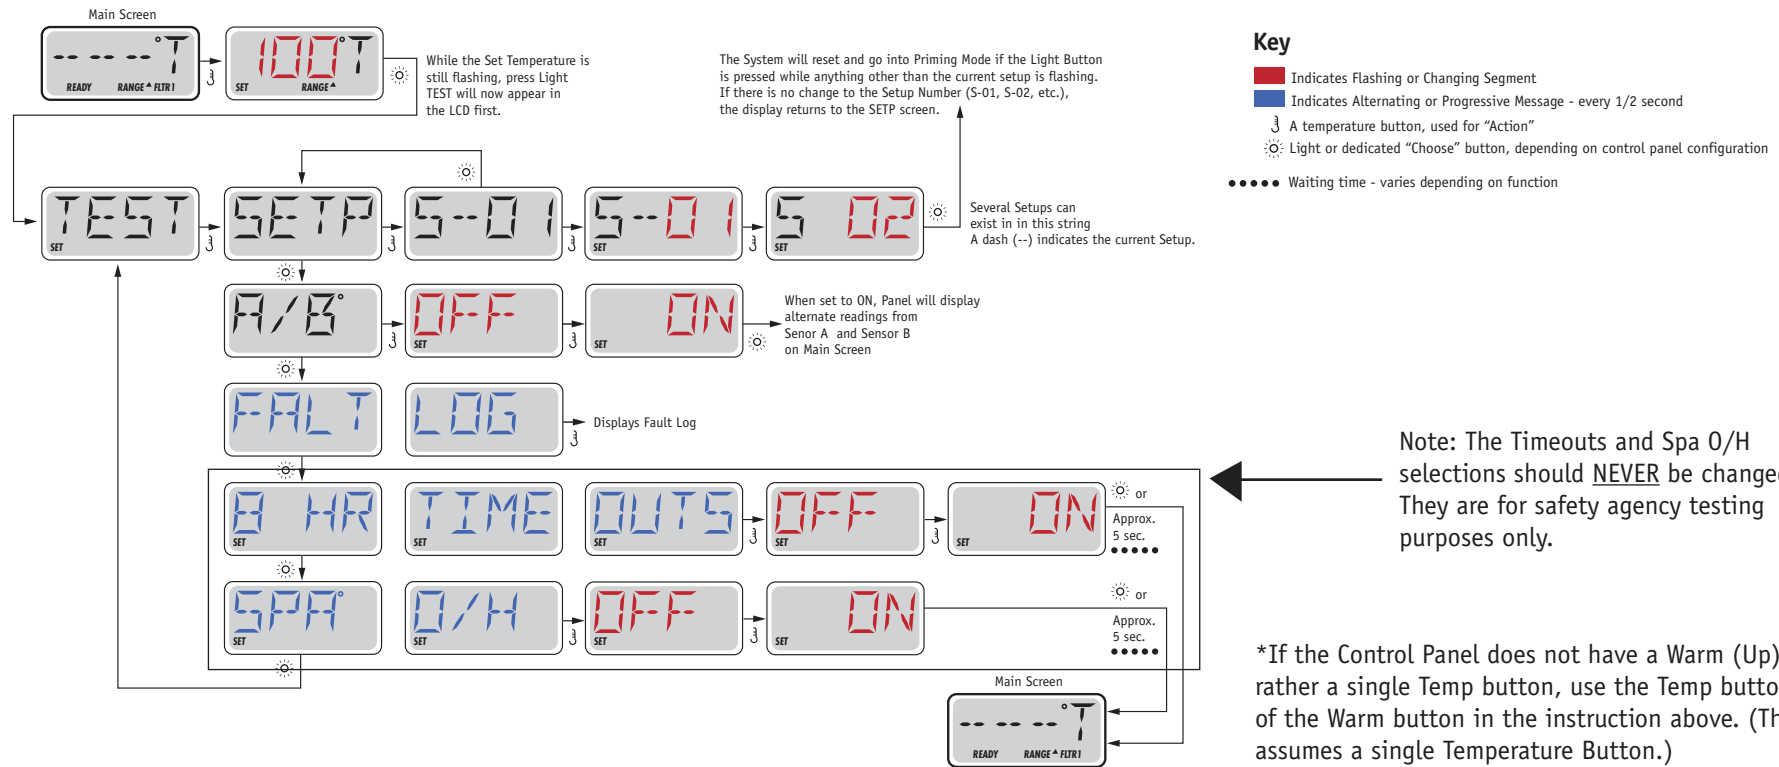 Main Screen
-- -- -- °T
READY RANGE FLTR1
100°T
SET RANGE
While the Set Temperature is
still flashing, press Light
TEST will now appear in
the LCD first.
The System will reset and go into Priming Mode if the Light Button
is pressed while anything other than the current setup is flashing.
If there is no change to the Setup Number (S-01, S-02, etc.),
the display returns to the SETP screen.
Key
Indicates Flashing or Changing Segment
Indicates Alternating or Progressive Message - every 1/2 second
A temperature button, used for “Action”
Light or dedicated “Choose” button, depending on control panel configuration
Waiting time - varies depending on function
TEST
SET
SETP
S-01
S--01
SET
S 02
SET
Several Setups can
exist in in this string
A dash (--) indicates the current Setup.
A/B°
OFF
SET
ON
SET
When set to ON, Panel will display
alternate readings from
Senor A and Sensor B
on Main Screen
FALT
LOG
Displays Fault Log
8 HR
SET
TIME
OUTS
SET
OFF
SET
ON
SET
or
Approx.
5 sec.
SPA°
SET
O/H
OFF
SET
ON
SET
or
Approx.
5 sec.
Note: The Timeouts and Spa O/H
selections should NEVER be changed
They are for safety agency testing
purposes only.
Main Screen
-- -- -- °T
READY RANGE FLTR1
*If the Control Panel does not have a Warm (Up)
rather a single Temp button, use the Temp butto
of the Warm button in the instruction above. (Th
assumes a single Temperature Button.)